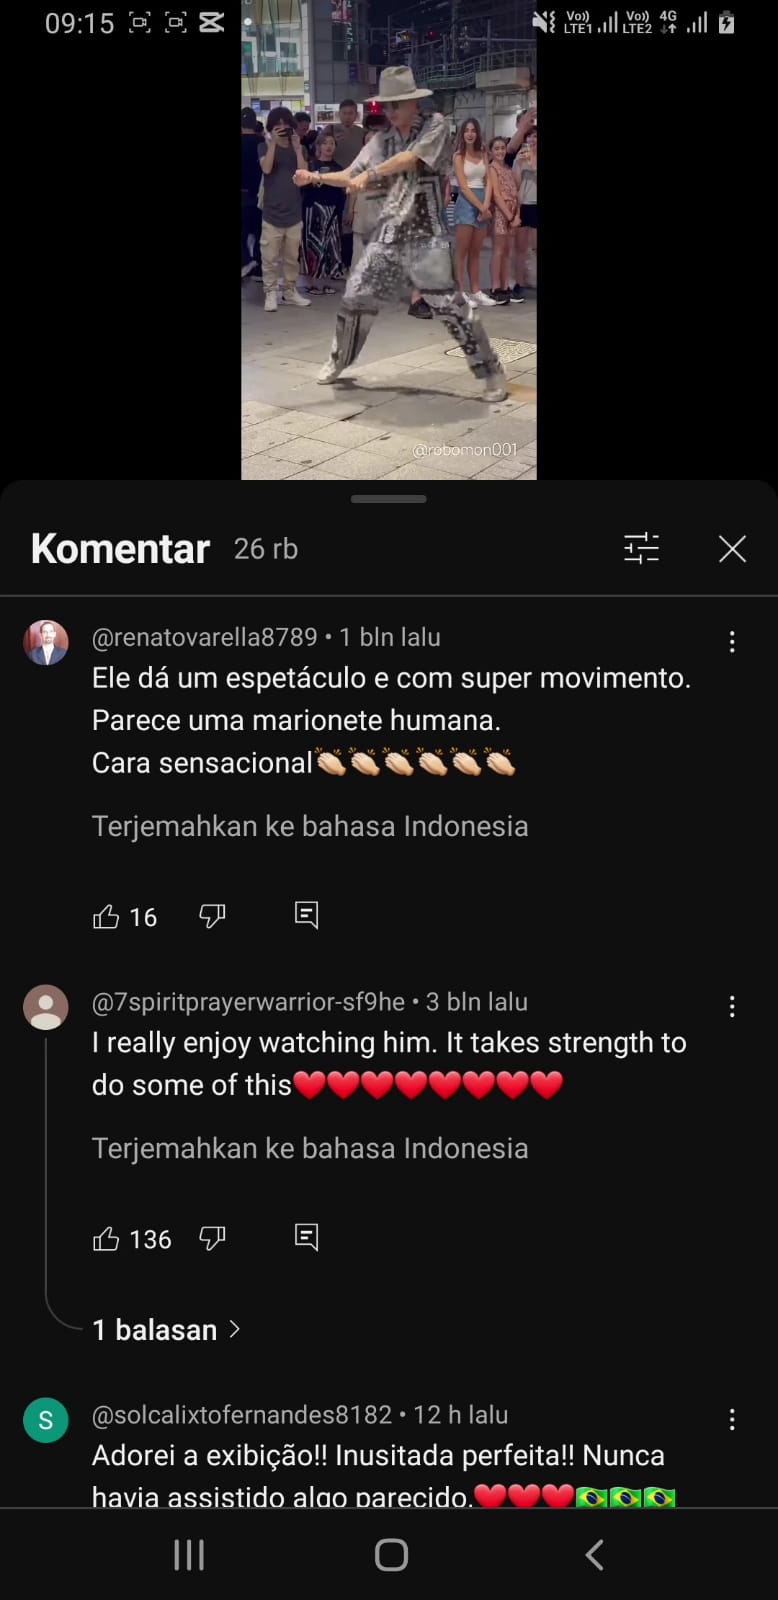 09:15
Vo)) LTE1 Vo)) LTE2 4G
@robomon001
Komentar 26 rb
@renatovarella8789 • 1 bln lalu
Ele dá um espetáculo e com super movimento.
Parece uma marionete humana.
Cara sensacional👏🏻👏🏻👏🏻👏🏻👏🏻👏🏻
Terjemahkan ke bahasa Indonesia
16
@7spiritprayerwarrior-sf9he • 3 bln lalu
I really enjoy watching him. It takes strength to
do some of this❤️❤️❤️❤️❤️❤️❤️❤️
Terjemahkan ke bahasa Indonesia
136
1 balasan >
S
@solcalixtofernandes8182 • 12 h lalu
Adorei a exibição!! Inusitada perfeita!! Nunca
havia assistido algo parecido.❤️❤️❤️🇧🇷🇧🇷🇧🇷